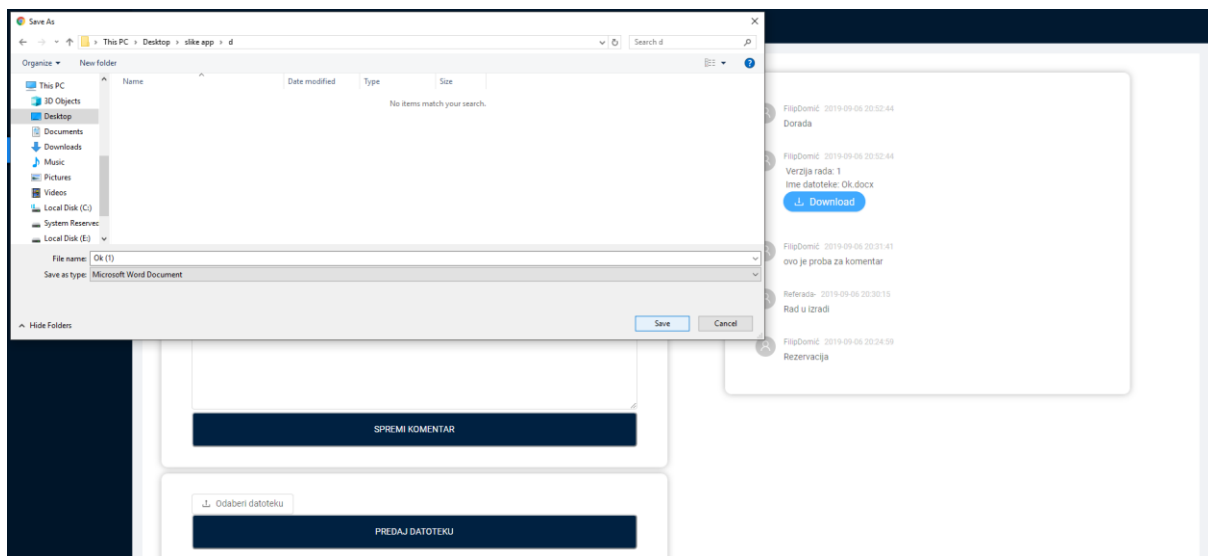 Save As
This PC > Desktop > slike app > d
Search d
Organize
New folder
This PC
3D Objects
Desktop
Documents
Downloads
Music
Pictures
Videos
Local Disk (C:)
System Reserved
Local Disk (E:)
Name
Date modified
Type
Size
No items match your search.
File name: Ok (1)
Save as type: Microsoft Word Document
Hide Folders
Save
Cancel
SPREMI KOMENTAR
Odaberi datoteku
PREDAJ DATOTEKU
FilipDomić 2019-09-06 20:52:44
Dorada
FilipDomić 2019-09-06 20:52:44
Verzija rada: 1
Ime datoteke: Ok.docx
Download
FilipDomić 2019-09-06 20:31:41
ovo je proba za komentar
Referada- 2019-09-06 20:30:15
Rad u izradi
FilipDomić 2019-09-06 20:24:59
Rezervacija